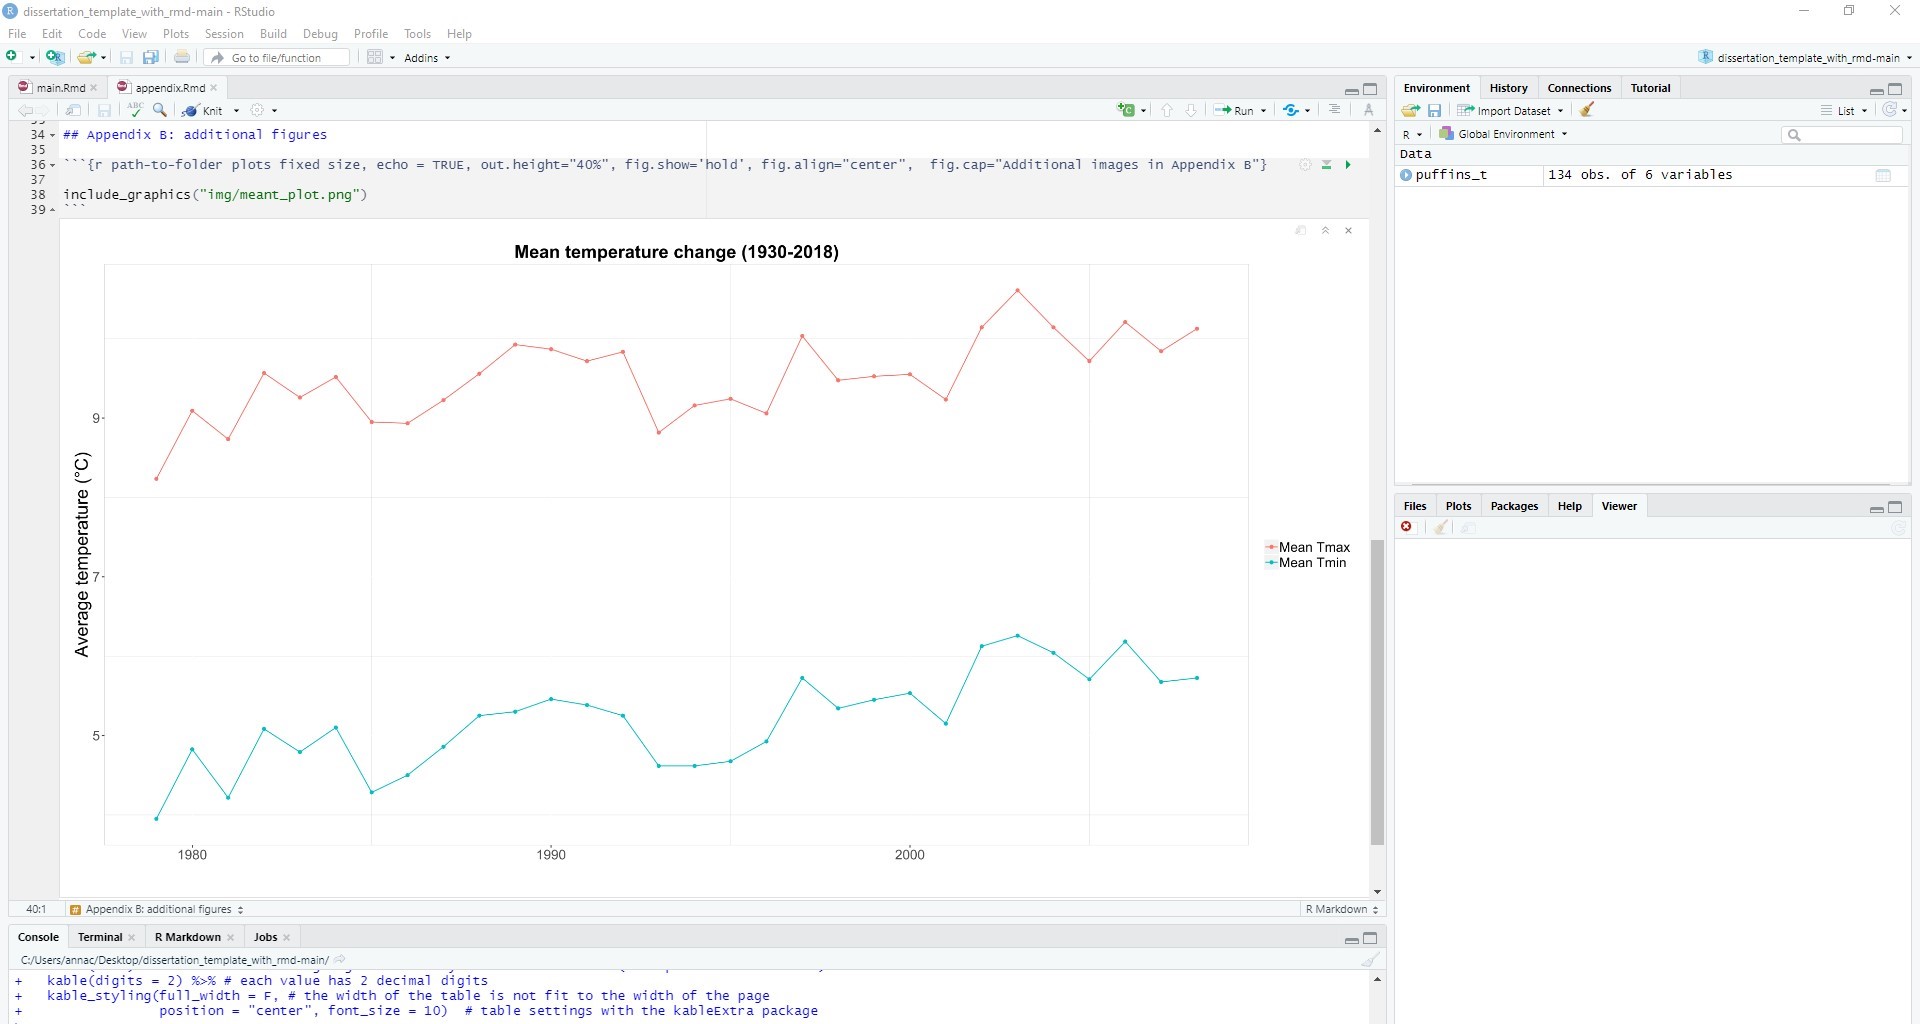 dissertation_template_with_rmd-main - RStudio
File Edit Code View Plots Session Build Debug Profile Tools Help
Go to file/function Addins dissertation_template_with_rmd-main
main.Rmd appendix.Rmd
ABC Knit Run
34 ## Appendix B: additional figures
35
36 ```{r path-to-folder plots fixed size, echo = TRUE, out.height="40%", fig.show='hold', fig.align="center",  fig.cap="Additional images in Appendix B"}
37
38 include_graphics("img/meant_plot.png")
39 ```
Mean temperature change (1930-2018)
Average temperature (°C)
9
7
5
1980 1990 2000
Mean Tmax
Mean Tmin
40:1 Appendix B: additional figures R Markdown
Console Terminal R Markdown Jobs
C:/Users/annac/Desktop/dissertation_template_with_rmd-main/
+ kable(digits = 2) %>% # each value has 2 decimal digits
+ kable_styling(full_width = F, # the width of the table is not fit to the width of the page
+ position = "center", font_size = 10)  # table settings with the kableExtra package
Environment History Connections Tutorial
Import Dataset List
R Global Environment
Data
puffins_t 134 obs. of 6 variables
Files Plots Packages Help Viewer